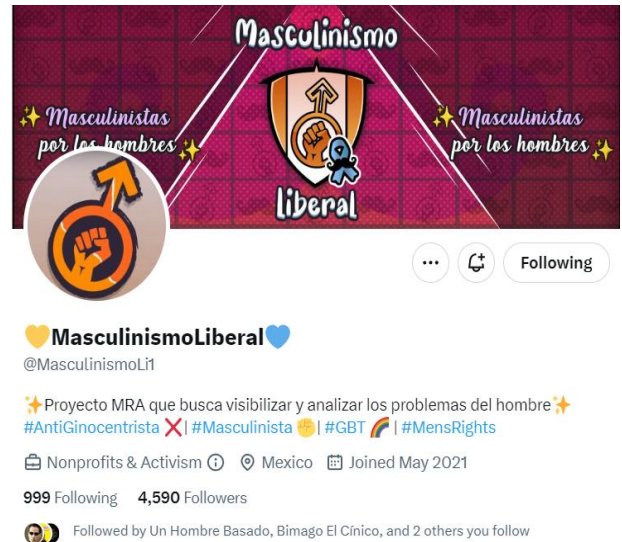 Masculinismo
✨Masculinistas
por los hombres✨
✨Masculinistas
por los hombres✨
liberal
Following
💛MasculinismoLiberal💙
@MasculinismoLi1
✨Proyecto MRA que busca visibilizar y analizar los problemas del hombre✨
#AntiGinocentrista ❌| #Masculinista ✊| #GBT 🏳️‍🌈 | #MensRights
Nonprofits & Activism Mexico Joined May 2021
999 Following 4,590 Followers
Followed by Un Hombre Basado, Bimago El Cínico, and 2 others you follow